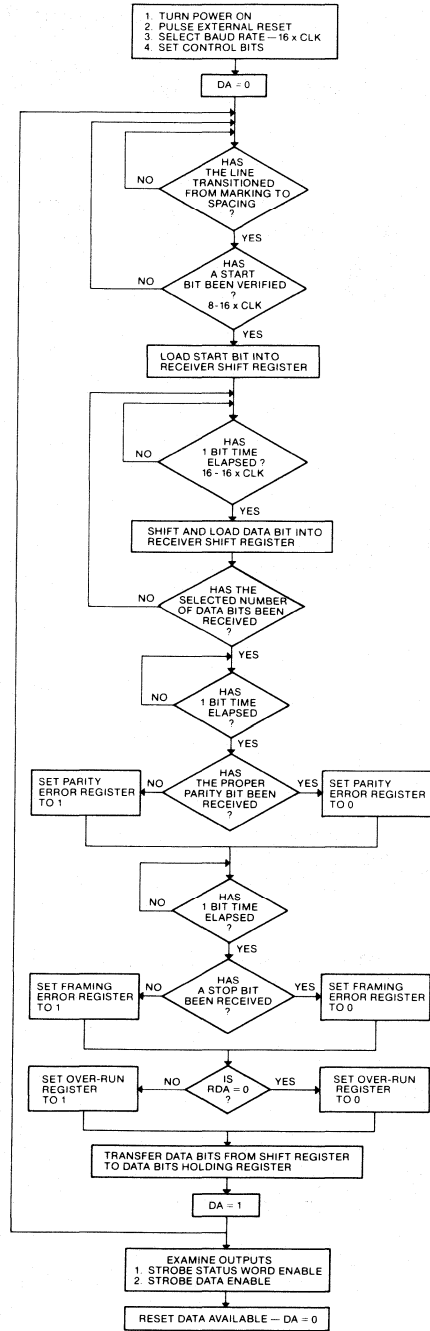 1. TURN POWER ON
2. PULSE EXTERNAL RESET
3. SELECT BAUD RATE — 16 x CLK
4. SET CONTROL BITS
DA = 0
HAS
THE LINE
TRANSITIONED
FROM MARKING TO
SPACING
?
NO
YES
HAS
A START
BIT BEEN VERIFIED
?
8-16 x CLK
NO
YES
LOAD START BIT INTO
RECEIVER SHIFT REGISTER
HAS
1 BIT TIME
ELAPSED ?
16 - 16 x CLK
NO
YES
SHIFT AND LOAD DATA BIT INTO
RECEIVER SHIFT REGISTER
HAS THE
SELECTED NUMBER
OF DATA BITS BEEN
RECEIVED
?
NO
YES
HAS
1 BIT TIME
ELAPSED
?
NO
YES
HAS
THE PROPER
PARITY BIT BEEN
RECEIVED
?
NO
YES
SET PARITY
ERROR REGISTER
TO 1
SET PARITY
ERROR REGISTER
TO 0
HAS
1 BIT TIME
ELAPSED
?
NO
YES
HAS
A STOP BIT
BEEN RECEIVED
?
NO
YES
SET FRAMING
ERROR REGISTER
TO 1
SET FRAMING
ERROR REGISTER
TO 0
IS
RDA = 0
?
NO
YES
SET OVER-RUN
REGISTER
TO 1
SET OVER-RUN
REGISTER
TO 0
TRANSFER DATA BITS FROM SHIFT REGISTER
TO DATA BITS HOLDING REGISTER
DA = 1
EXAMINE OUTPUTS
1. STROBE STATUS WORD ENABLE
2. STROBE DATA ENABLE
RESET DATA AVAILABLE — DA = 0